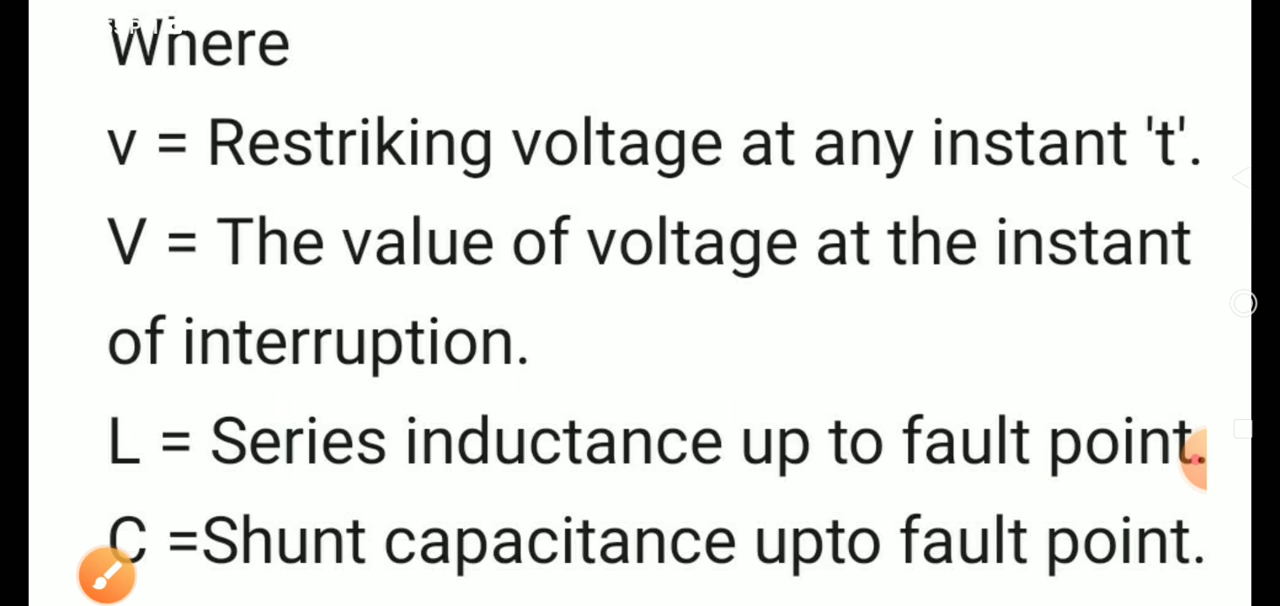 Where
v = Restriking voltage at any instant 't'.
V = The value of voltage at the instant
of interruption.
L = Series inductance up to fault point.
C =Shunt capacitance upto fault point.